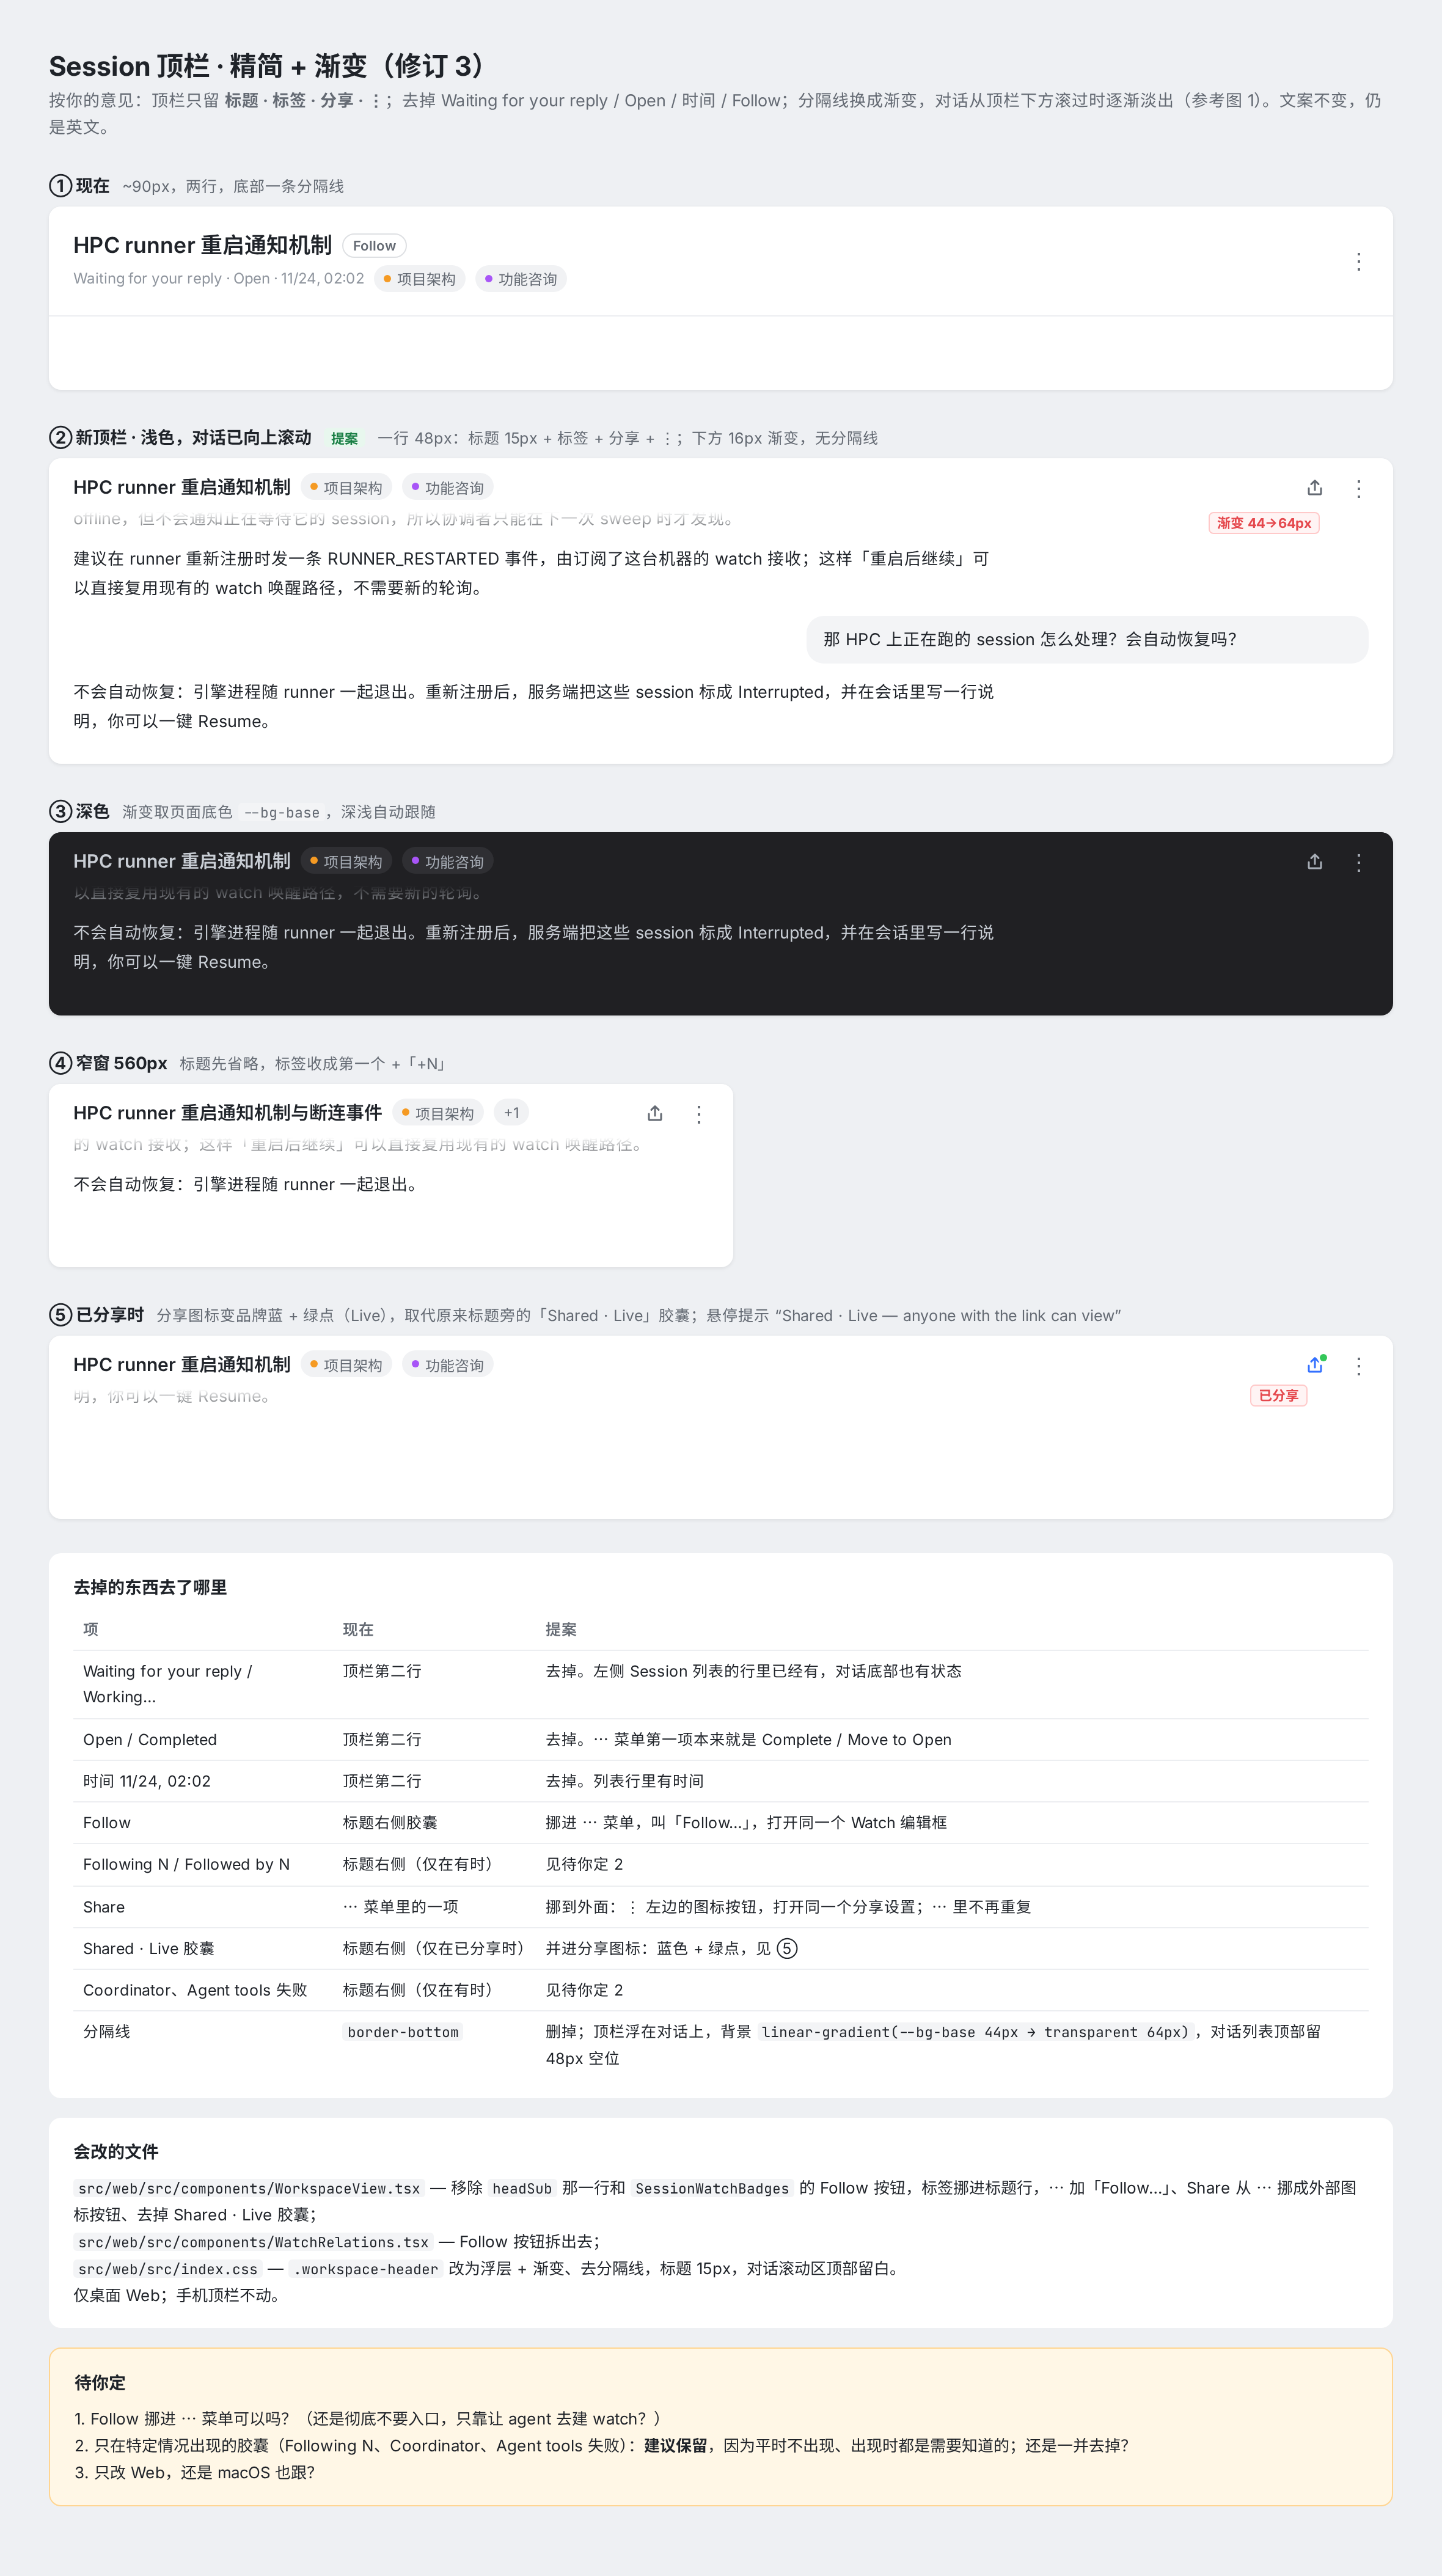 Session 顶栏 · 精简 + 渐变（修订 3）
按你的意见：顶栏只留 标题 · 标签 · 分享 · ⋮；去掉 Waiting for your reply / Open / 时间 / Follow；分隔线换成渐变，对话从顶栏下方滚过时逐渐淡出（参考图 1）。文案不变，仍
是英文。
① 现在 ~90px，两行，底部一条分隔线
HPC runner 重启通知机制 Follow
Waiting for your reply · Open · 11/24, 02:02 项目架构 功能咨询
⋮
② 新顶栏 · 浅色，对话已向上滚动 提案 一行 48px：标题 15px + 标签 + 分享 + ⋮；下方 16px 渐变，无分隔线
HPC runner 重启通知机制 项目架构 功能咨询 ⋮
offline，但不会通知正在等待它的 session，所以协调者只能在下一次 sweep 时才发现。
渐变 44→64px
建议在 runner 重新注册时发一条 RUNNER_RESTARTED 事件，由订阅了这台机器的 watch 接收；这样「重启后继续」可
以直接复用现有的 watch 唤醒路径，不需要新的轮询。
那 HPC 上正在跑的 session 怎么处理？会自动恢复吗？
不会自动恢复：引擎进程随 runner 一起退出。重新注册后，服务端把这些 session 标成 Interrupted，并在会话里写一行说
明，你可以一键 Resume。
③ 深色 渐变取页面底色 --bg-base，深浅自动跟随
HPC runner 重启通知机制 项目架构 功能咨询 ⋮
以直接复用现有的 watch 唤醒路径，不需要新的轮询。
不会自动恢复：引擎进程随 runner 一起退出。重新注册后，服务端把这些 session 标成 Interrupted，并在会话里写一行说
明，你可以一键 Resume。
④ 窄窗 560px 标题先省略，标签收成第一个 +「+N」
HPC runner 重启通知机制与断连事件 项目架构 +1 ⋮
的 watch 接收；这样「重启后继续」可以直接复用现有的 watch 唤醒路径。
不会自动恢复：引擎进程随 runner 一起退出。
⑤ 已分享时 分享图标变品牌蓝 + 绿点（Live），取代原来标题旁的「Shared · Live」胶囊；悬停提示 “Shared · Live — anyone with the link can view”
HPC runner 重启通知机制 项目架构 功能咨询 ⋮
明，你可以一键 Resume。
已分享
去掉的东西去了哪里
项 现在 提案
Waiting for your reply / 顶栏第二行 去掉。左侧 Session 列表的行里已经有，对话底部也有状态
Working…
Open / Completed 顶栏第二行 去掉。⋯ 菜单第一项本来就是 Complete / Move to Open
时间 11/24, 02:02 顶栏第二行 去掉。列表行里有时间
Follow 标题右侧胶囊 挪进 ⋯ 菜单，叫「Follow…」，打开同一个 Watch 编辑框
Following N / Followed by N 标题右侧（仅在有时） 见待你定 2
Share ⋯ 菜单里的一项 挪到外面：⋮ 左边的图标按钮，打开同一个分享设置；⋯ 里不再重复
Shared · Live 胶囊 标题右侧（仅在已分享时） 并进分享图标：蓝色 + 绿点，见 ⑤
Coordinator、Agent tools 失败 标题右侧（仅在有时） 见待你定 2
分隔线 border-bottom 删掉；顶栏浮在对话上，背景 linear-gradient(--bg-base 44px → transparent 64px)，对话列表顶部留
48px 空位
会改的文件
src/web/src/components/WorkspaceView.tsx — 移除 headSub 那一行和 SessionWatchBadges 的 Follow 按钮，标签挪进标题行，⋯ 加「Follow…」、Share 从 ⋯ 挪成外部图
标按钮、去掉 Shared · Live 胶囊；
src/web/src/components/WatchRelations.tsx — Follow 按钮拆出去；
src/web/src/index.css — .workspace-header 改为浮层 + 渐变、去分隔线，标题 15px，对话滚动区顶部留白。
仅桌面 Web；手机顶栏不动。
待你定
1. Follow 挪进 ⋯ 菜单可以吗？（还是彻底不要入口，只靠让 agent 去建 watch？）
2. 只在特定情况出现的胶囊（Following N、Coordinator、Agent tools 失败）：建议保留，因为平时不出现、出现时都是需要知道的；还是一并去掉？
3. 只改 Web，还是 macOS 也跟？